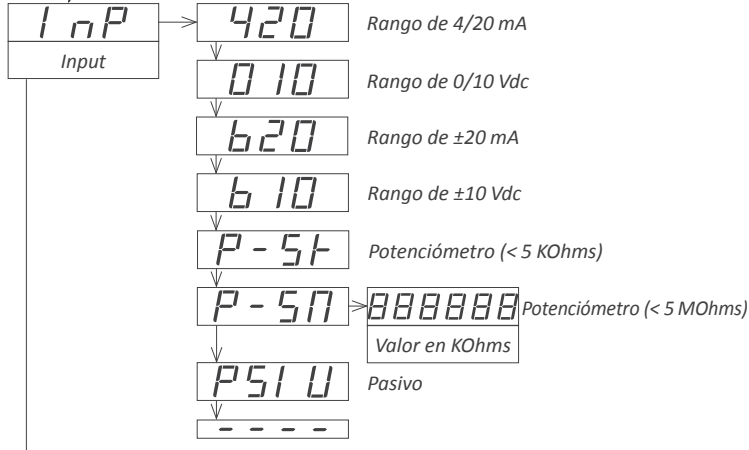 InP
Input
420
Rango de 4/20 mA
010
Rango de 0/10 Vdc
b20
Rango de ±20 mA
b10
Rango de ±10 Vdc
P-5k
Potenciómetro (< 5 KOhms)
P-5M
888888
Potenciómetro (< 5 MOhms)
Valor en KOhms
PSIV
Pasivo
----